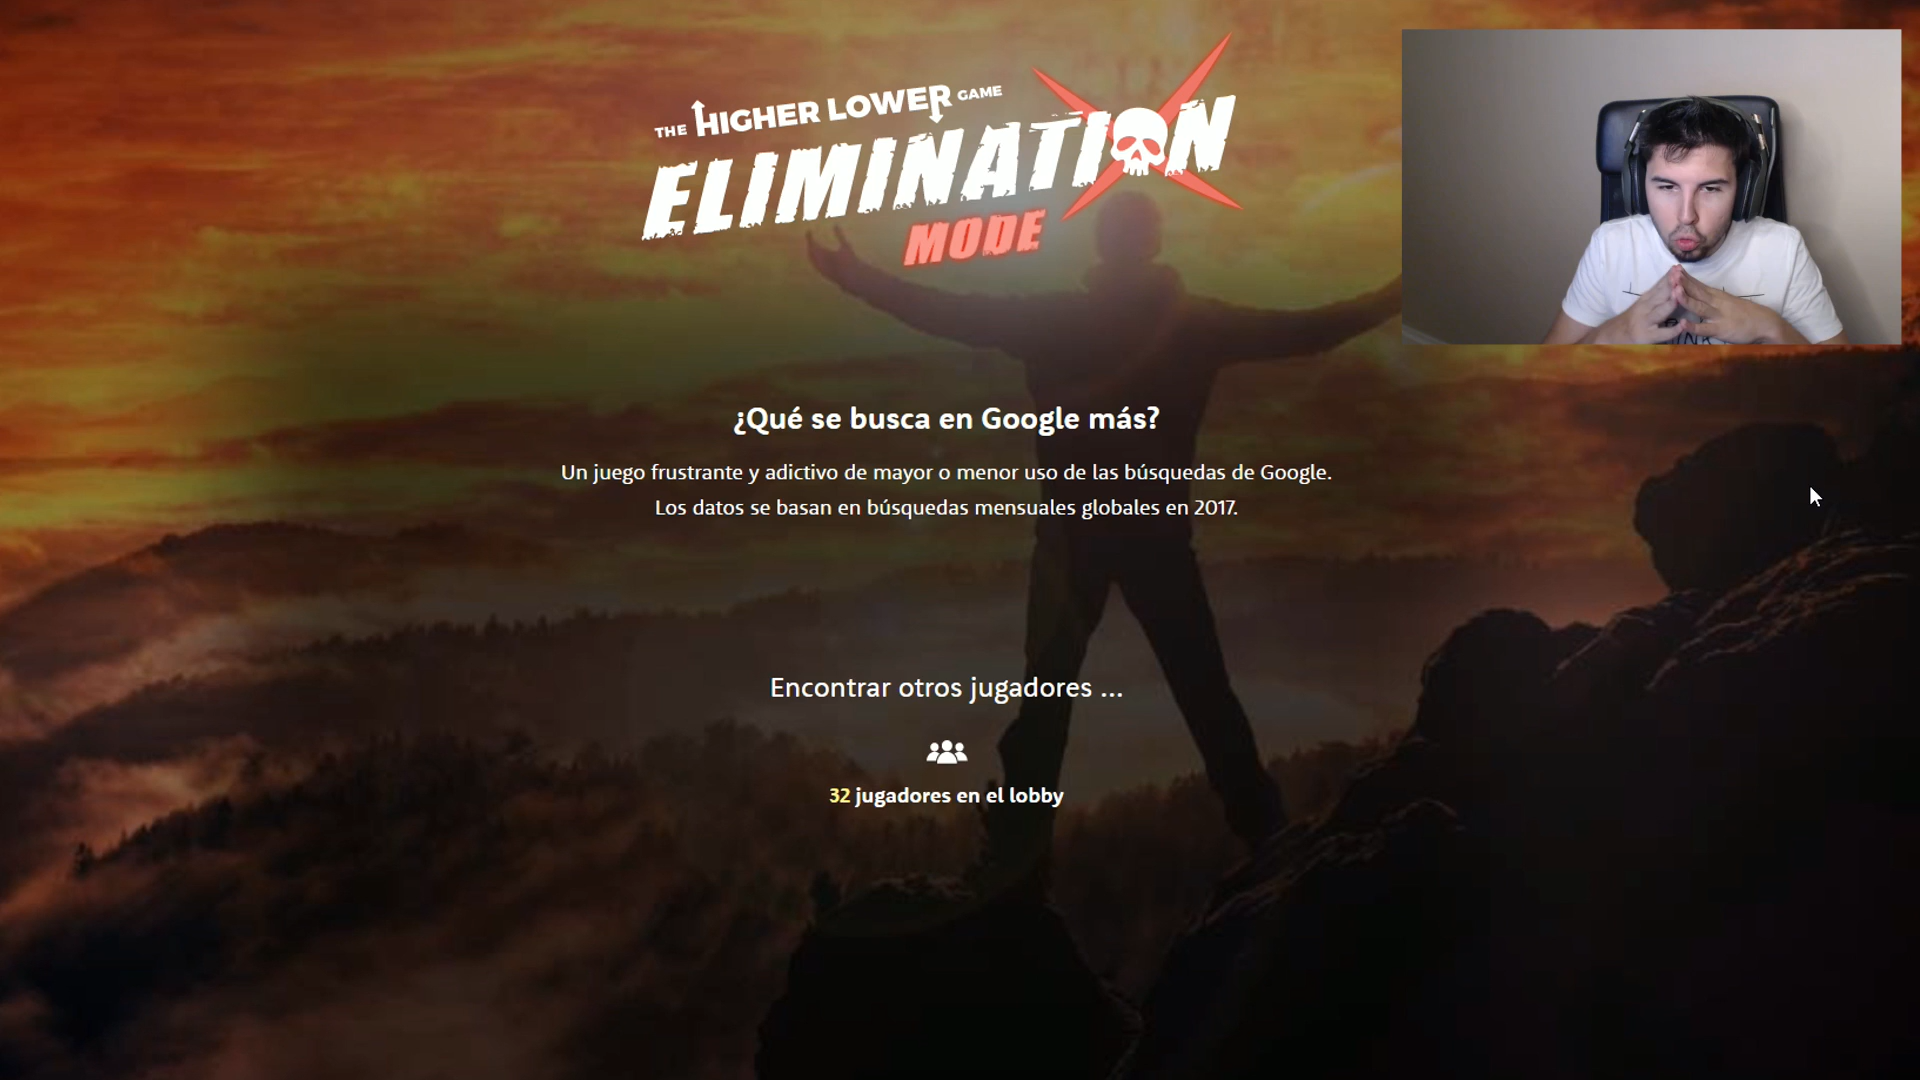 THE HIGHER LOWER GAME
ELIMINATION
MODE
¿Qué se busca en Google más?
Un juego frustrante y adictivo de mayor o menor uso de las búsquedas de Google.
Los datos se basan en búsquedas mensuales globales en 2017.
Encontrar otros jugadores ...
32 jugadores en el lobby